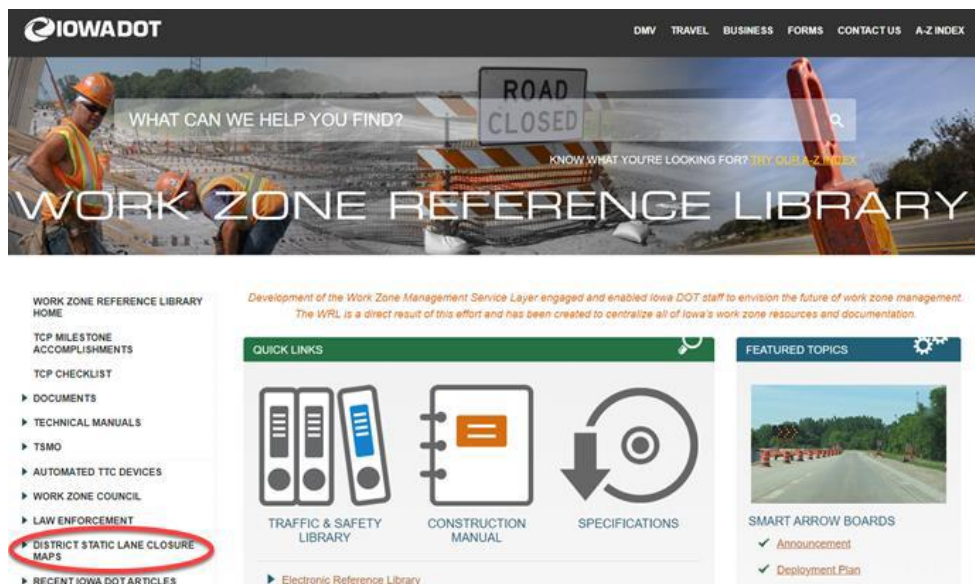 IOWADOT
DMV TRAVEL BUSINESS FORMS CONTACT US A-Z INDEX
ROAD
CLOSED
WHAT CAN WE HELP YOU FIND?
KNOW WHAT YOU'RE LOOKING FOR? TRY OUR A-Z INDEX
WORK ZONE REFERENCE LIBRARY
WORK ZONE REFERENCE LIBRARY
HOME
TCP MILESTONE
ACCOMPLISHMENTS
TCP CHECKLIST
DOCUMENTS
TECHNICAL MANUALS
TSMO
AUTOMATED TTC DEVICES
WORK ZONE COUNCIL
LAW ENFORCEMENT
DISTRICT STATIC LANE CLOSURE
MAPS
RECENT IOWA DOT ARTICLES
Development of the Work Zone Management Service Layer engaged and enabled Iowa DOT staff to envision the future of work zone management.
The WRL is a direct result of this effort and has been created to centralize all of Iowa's work zone resources and documentation.
QUICK LINKS
TRAFFIC & SAFETY
LIBRARY
CONSTRUCTION
MANUAL
SPECIFICATIONS
Electronic Reference Library
FEATURED TOPICS
SMART ARROW BOARDS
Announcement
Deployment Plan